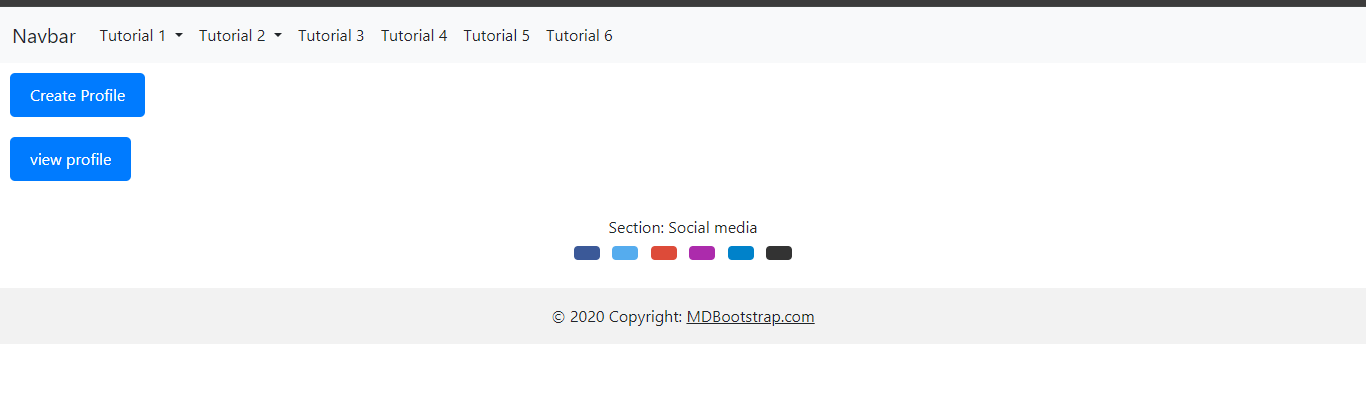 Navbar Tutorial 1 Tutorial 2 Tutorial 3 Tutorial 4 Tutorial 5 Tutorial 6
Create Profile
view profile
Section: Social media
© 2020 Copyright: MDBootstrap.com